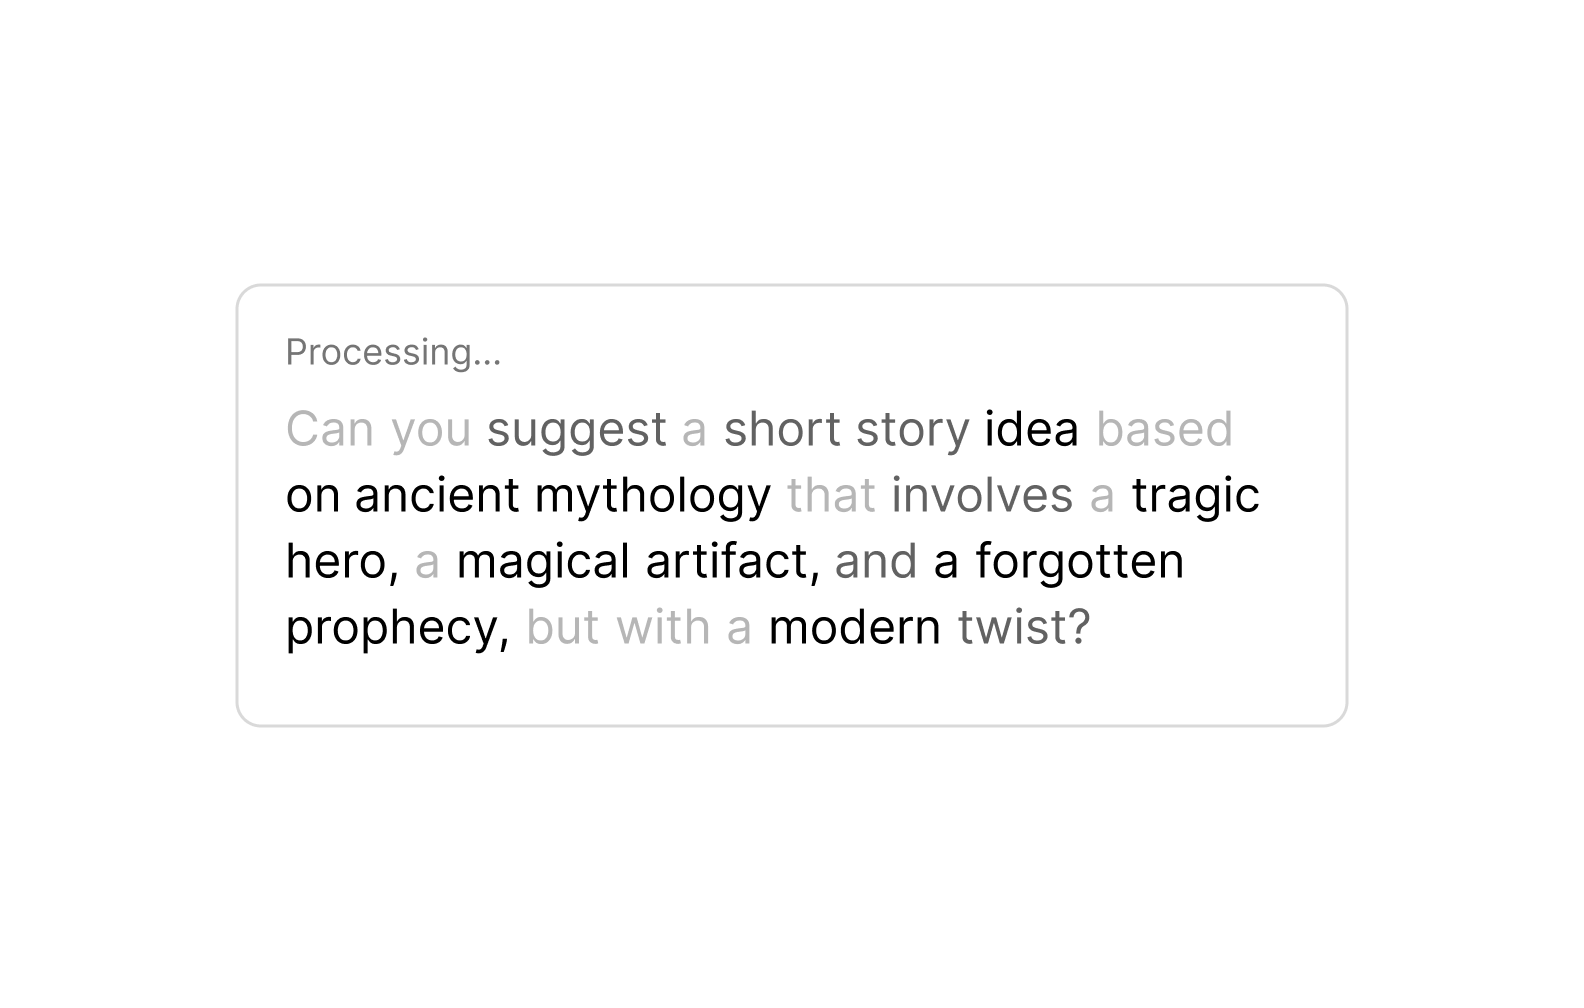 Processing...
Can you suggest a short story idea based
on ancient mythology that involves a tragic
hero, a magical artifact, and a forgotten
prophecy, but with a modern twist?